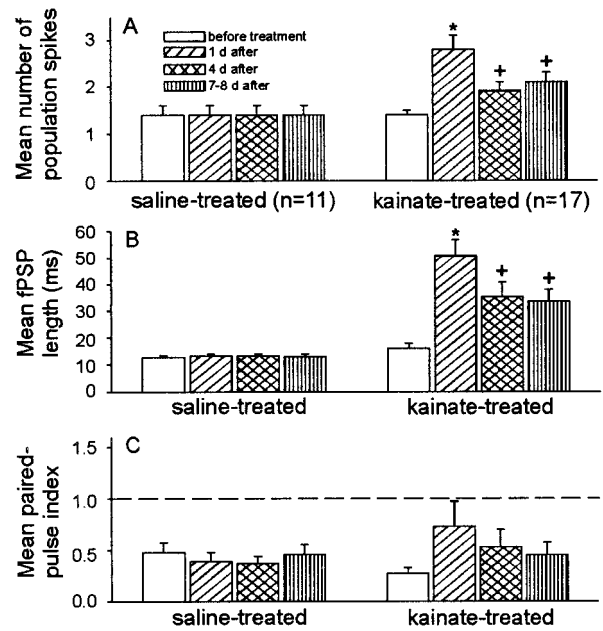 A
before treatment
1 d after
4 d after
7-8 d after
*
+
+
3
2
1
0
Mean number of
population spikes
saline-treated (n=11) kainate-treated (n=17)
B
*
+
+
60
50
40
30
20
10
0
Mean fPSP
length (ms)
saline-treated kainate-treated
C
1.5
1.0
0.5
0.0
Mean paired-
pulse index
saline-treated kainate-treated